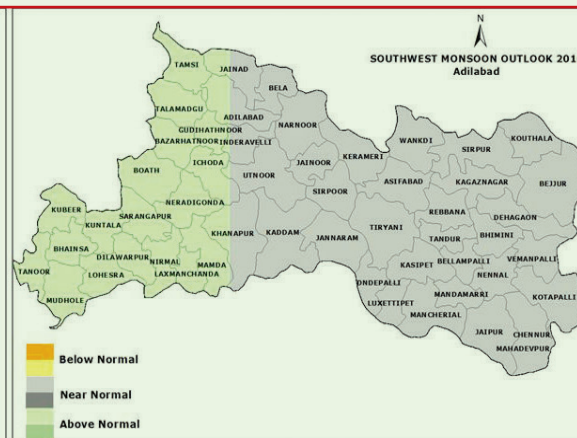 N
SOUTHWEST MONSOON OUTLOOK 201
Adilabad
TAMSI
JAINAD
BELA
TALAMADGU
ADILABAD
NARNOOR
GUDIHATHNOOR
BAZARHATNOOR
INDERAVELLI
WANKDI
SIRPUR
KOUTHALA
ICHODA
JAINOOR
KERAMERI
BOATH
UTNOOR
ASIFABAD
KAGAZNAGAR
BEJJUR
SIRPOOR
NERADIGONDA
KUBEER
KUNTALA
SARANGAPUR
REBBANA
DEHAGAON
KHANAPUR
KADDAM
JANNARAM
TIRYANI
TANDUR
BHIMINI
BHAINSA
DILAWARPUR
NIRMAL
MAMDA
KASIPET
BELLAMPALLI
VEMANPALLI
TANOOR
LOHESRA
LAXMANCHANDA
NENNAL
DNDEPALLI
MUDHOLE
LUXETTIPET
MANDAMARRI
KOTAPALLI
MANCHERIAL
JAIPUR
CHENNUR
MAHADEVPUR
Below Normal
Near Normal
Above Normal